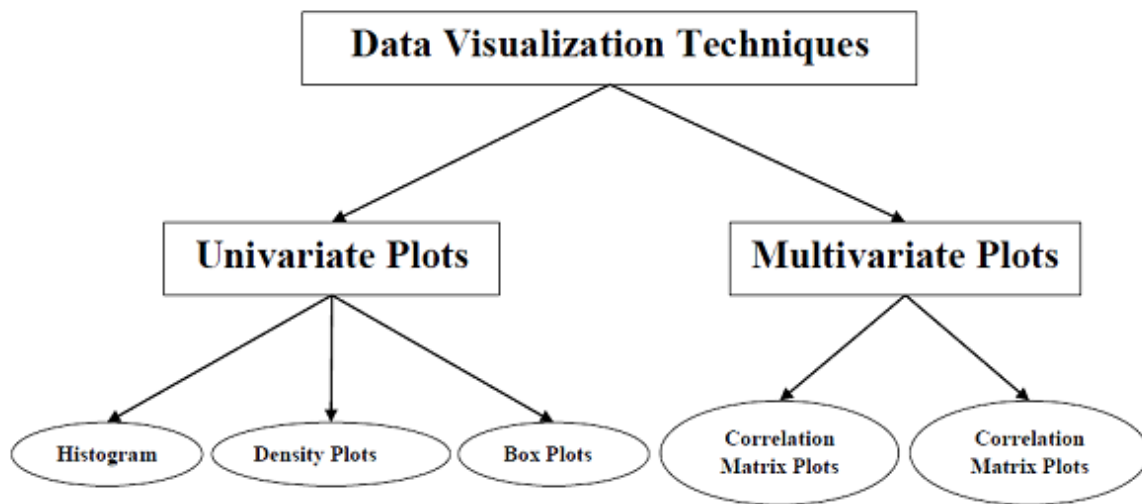 Data Visualization Techniques
Univariate Plots
Multivariate Plots
Histogram
Density Plots
Box Plots
Correlation
Matrix Plots
Correlation
Matrix Plots